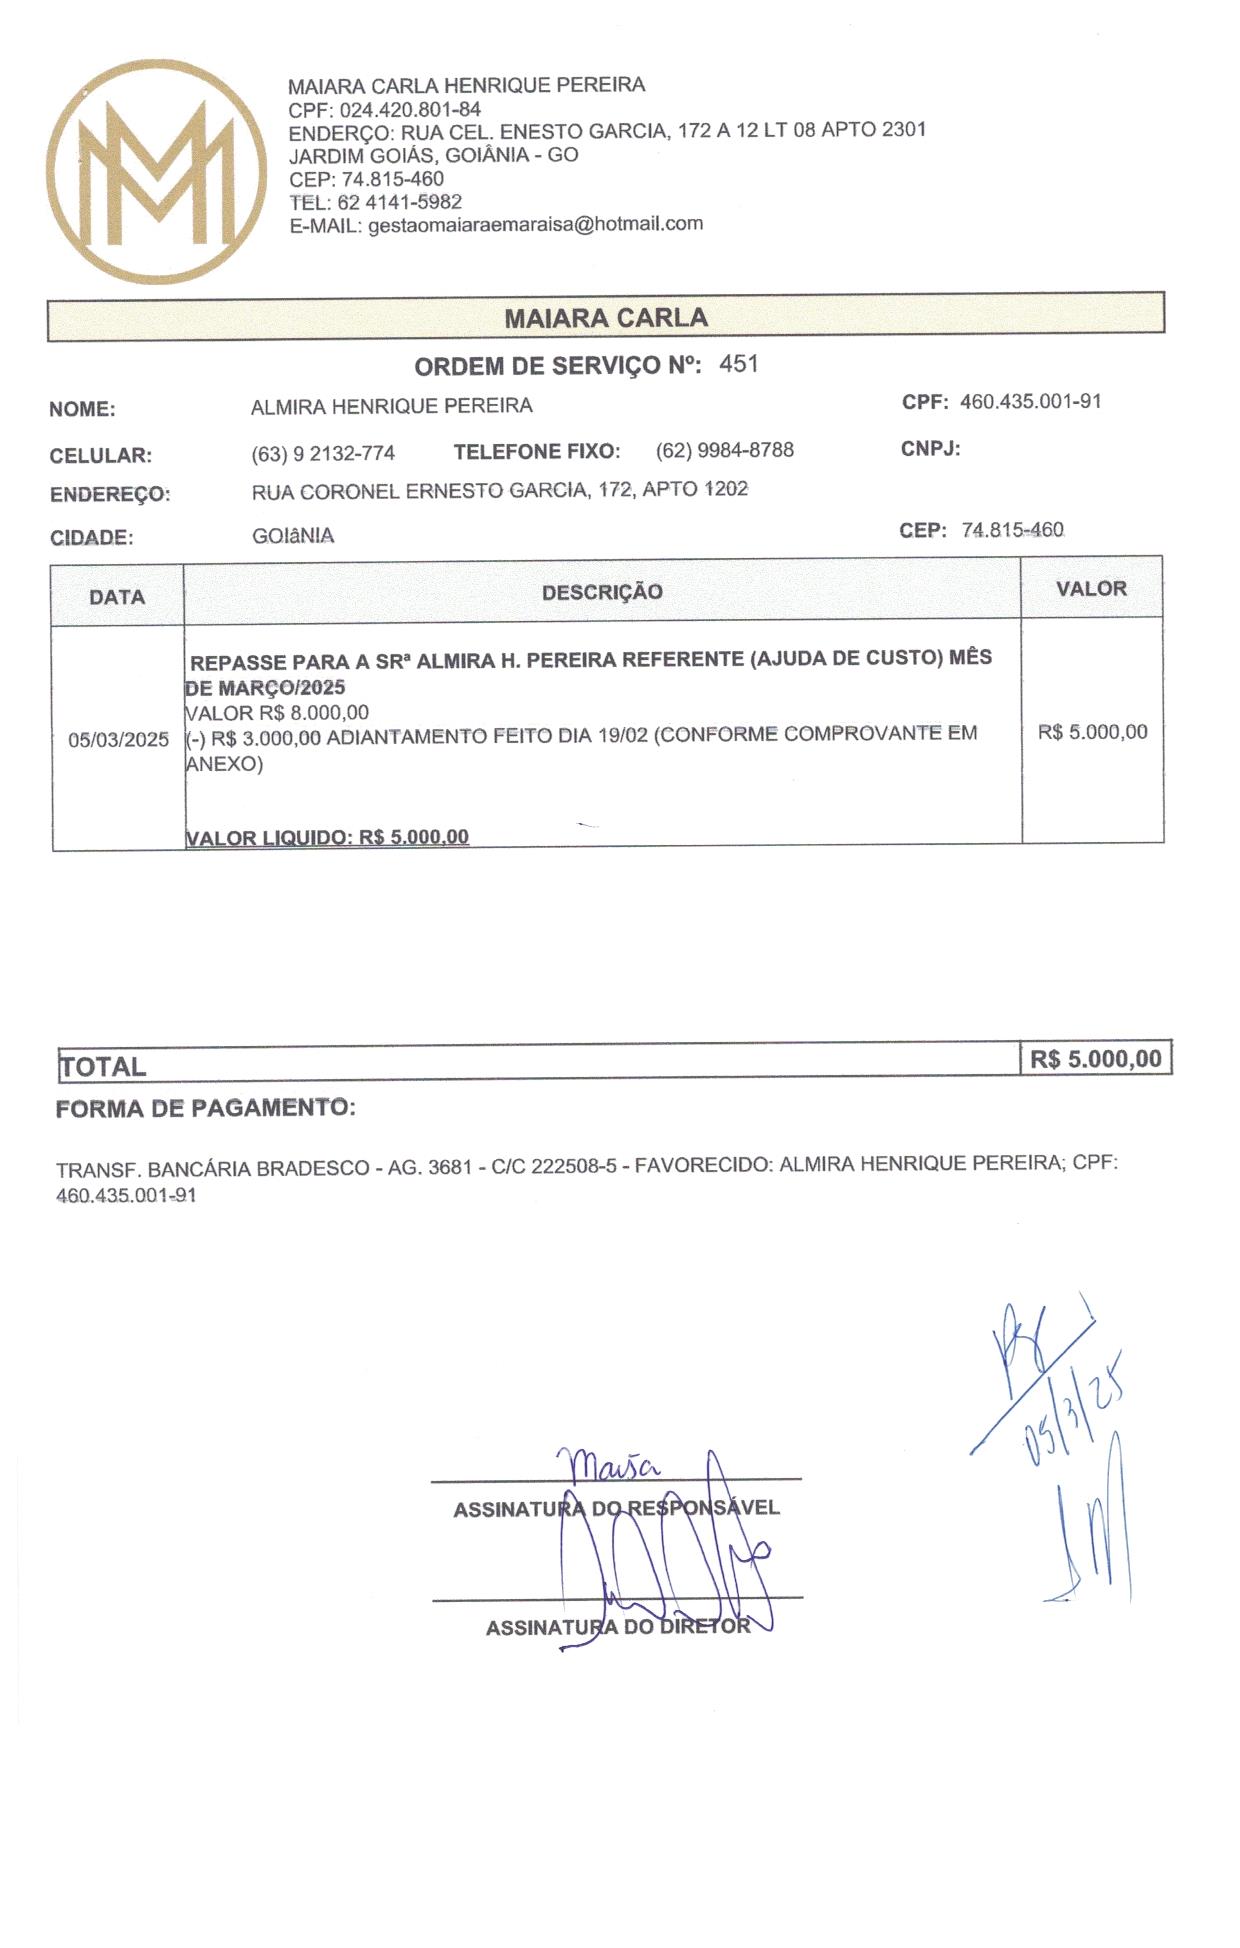 MAIARA CARLA HENRIQUE PEREIRA
CPF: 024.420.801-84
ENDERÇO: RUA CEL. ENESTO GARCIA, 172 A 12 LT 08 APTO 2301
JARDIM GOIÁS, GOIÂNIA - GO
CEP: 74.815-460
TEL: 62 4141-5982
E-MAIL: gestaomaiaraemaraisa@hotmail.com
MM
MAIARA CARLA
ORDEM DE SERVIÇO Nº: 451
NOME: ALMIRA HENRIQUE PEREIRA CPF: 460.435.001-91
CELULAR: (63) 9 2132-774 TELEFONE FIXO: (62) 9984-8788 CNPJ:
ENDEREÇO: RUA CORONEL ERNESTO GARCIA, 172, APTO 1202
CIDADE: GOIâNIA CEP: 74.815-460
DATA DESCRIÇÃO VALOR
REPASSE PARA A SRª ALMIRA H. PEREIRA REFERENTE (AJUDA DE CUSTO) MÊS
DE MARÇO/2025
VALOR R$ 8.000,00
05/03/2025 (-) R$ 3.000,00 ADIANTAMENTO FEITO DIA 19/02 (CONFORME COMPROVANTE EM R$ 5.000,00
ANEXO)
VALOR LIQUIDO: R$ 5.000,00
TOTAL R$ 5.000,00
FORMA DE PAGAMENTO:
TRANSF. BANCÁRIA BRADESCO - AG. 3681 - C/C 222508-5 - FAVORECIDO: ALMIRA HENRIQUE PEREIRA; CPF:
460.435.001-91
05/3/25
ASSINATURA DO RESPONSÁVEL
ASSINATURA DO DIRETOR